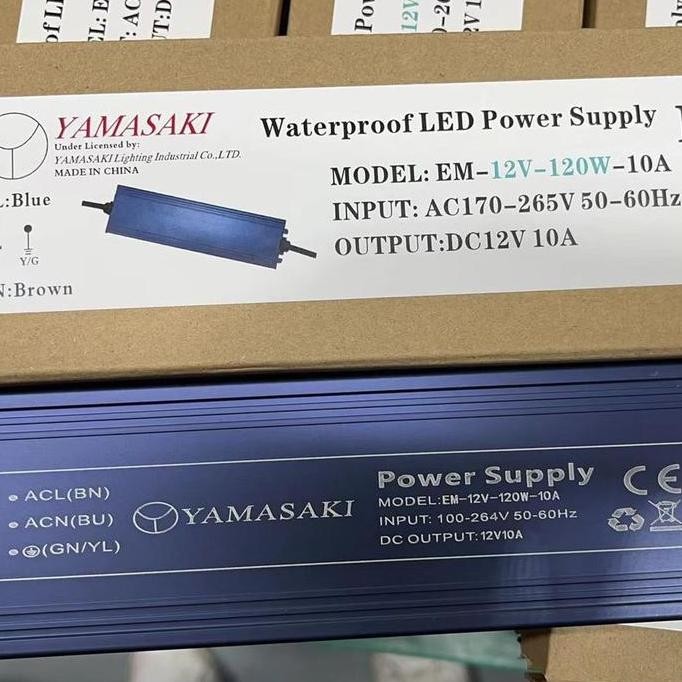 YAMASAKI
Under Licensed by:
YAMASAKI Lighting Industrial Co.,LTD.
MADE IN CHINA
L:Blue
Y/G
N:Brown
Waterproof LED Power Supply
MODEL: EM-12V-120W-10A
INPUT: AC170-265V 50-60Hz
OUTPUT:DC12V 10A
ACL(BN)
ACN(BU)
(GN/YL)
YAMASAKI
Power Supply
MODEL:EM-12V-120W-10A
INPUT: 100-264V 50-60Hz
DC OUTPUT: 12V10A
CE